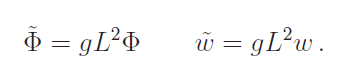 Φ̃ = gL²Φ w̃ = gL²w .